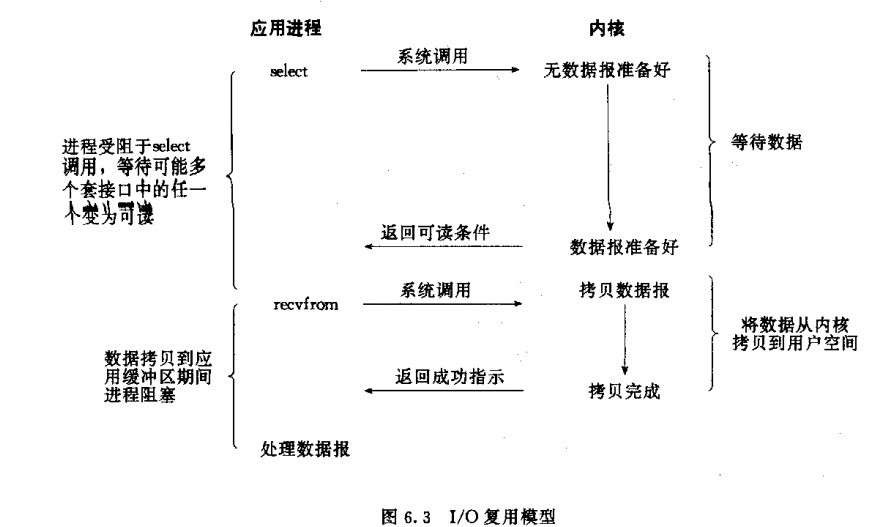 应用进程
内核
系统调用
select
无数据报准备好
进程受阻于select
调用，等待可能多
个套接口中的任一
个变为可读
等待数据
返回可读条件
数据报准备好
系统调用
recvfrom
拷贝数据报
将数据从内核
拷贝到用户空间
数据拷贝到应
用缓冲区期间
进程阻塞
返回成功指示
拷贝完成
处理数据报
图 6.3 I/O 复用模型